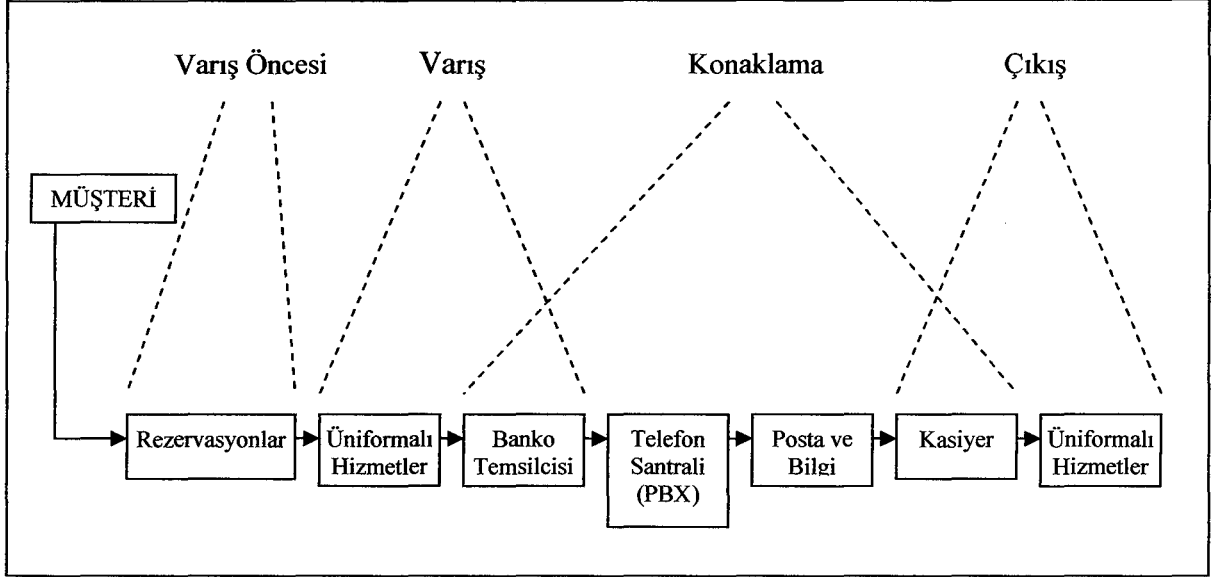 Varış Öncesi
Varış
Konaklama
Çıkış
MÜŞTERİ
Rezervasyonlar
Üniformalı
Hizmetler
Banko
Temsilcisi
Telefon
Santrali
(PBX)
Posta ve
Bilgi
Kasiyer
Üniformalı
Hizmetler